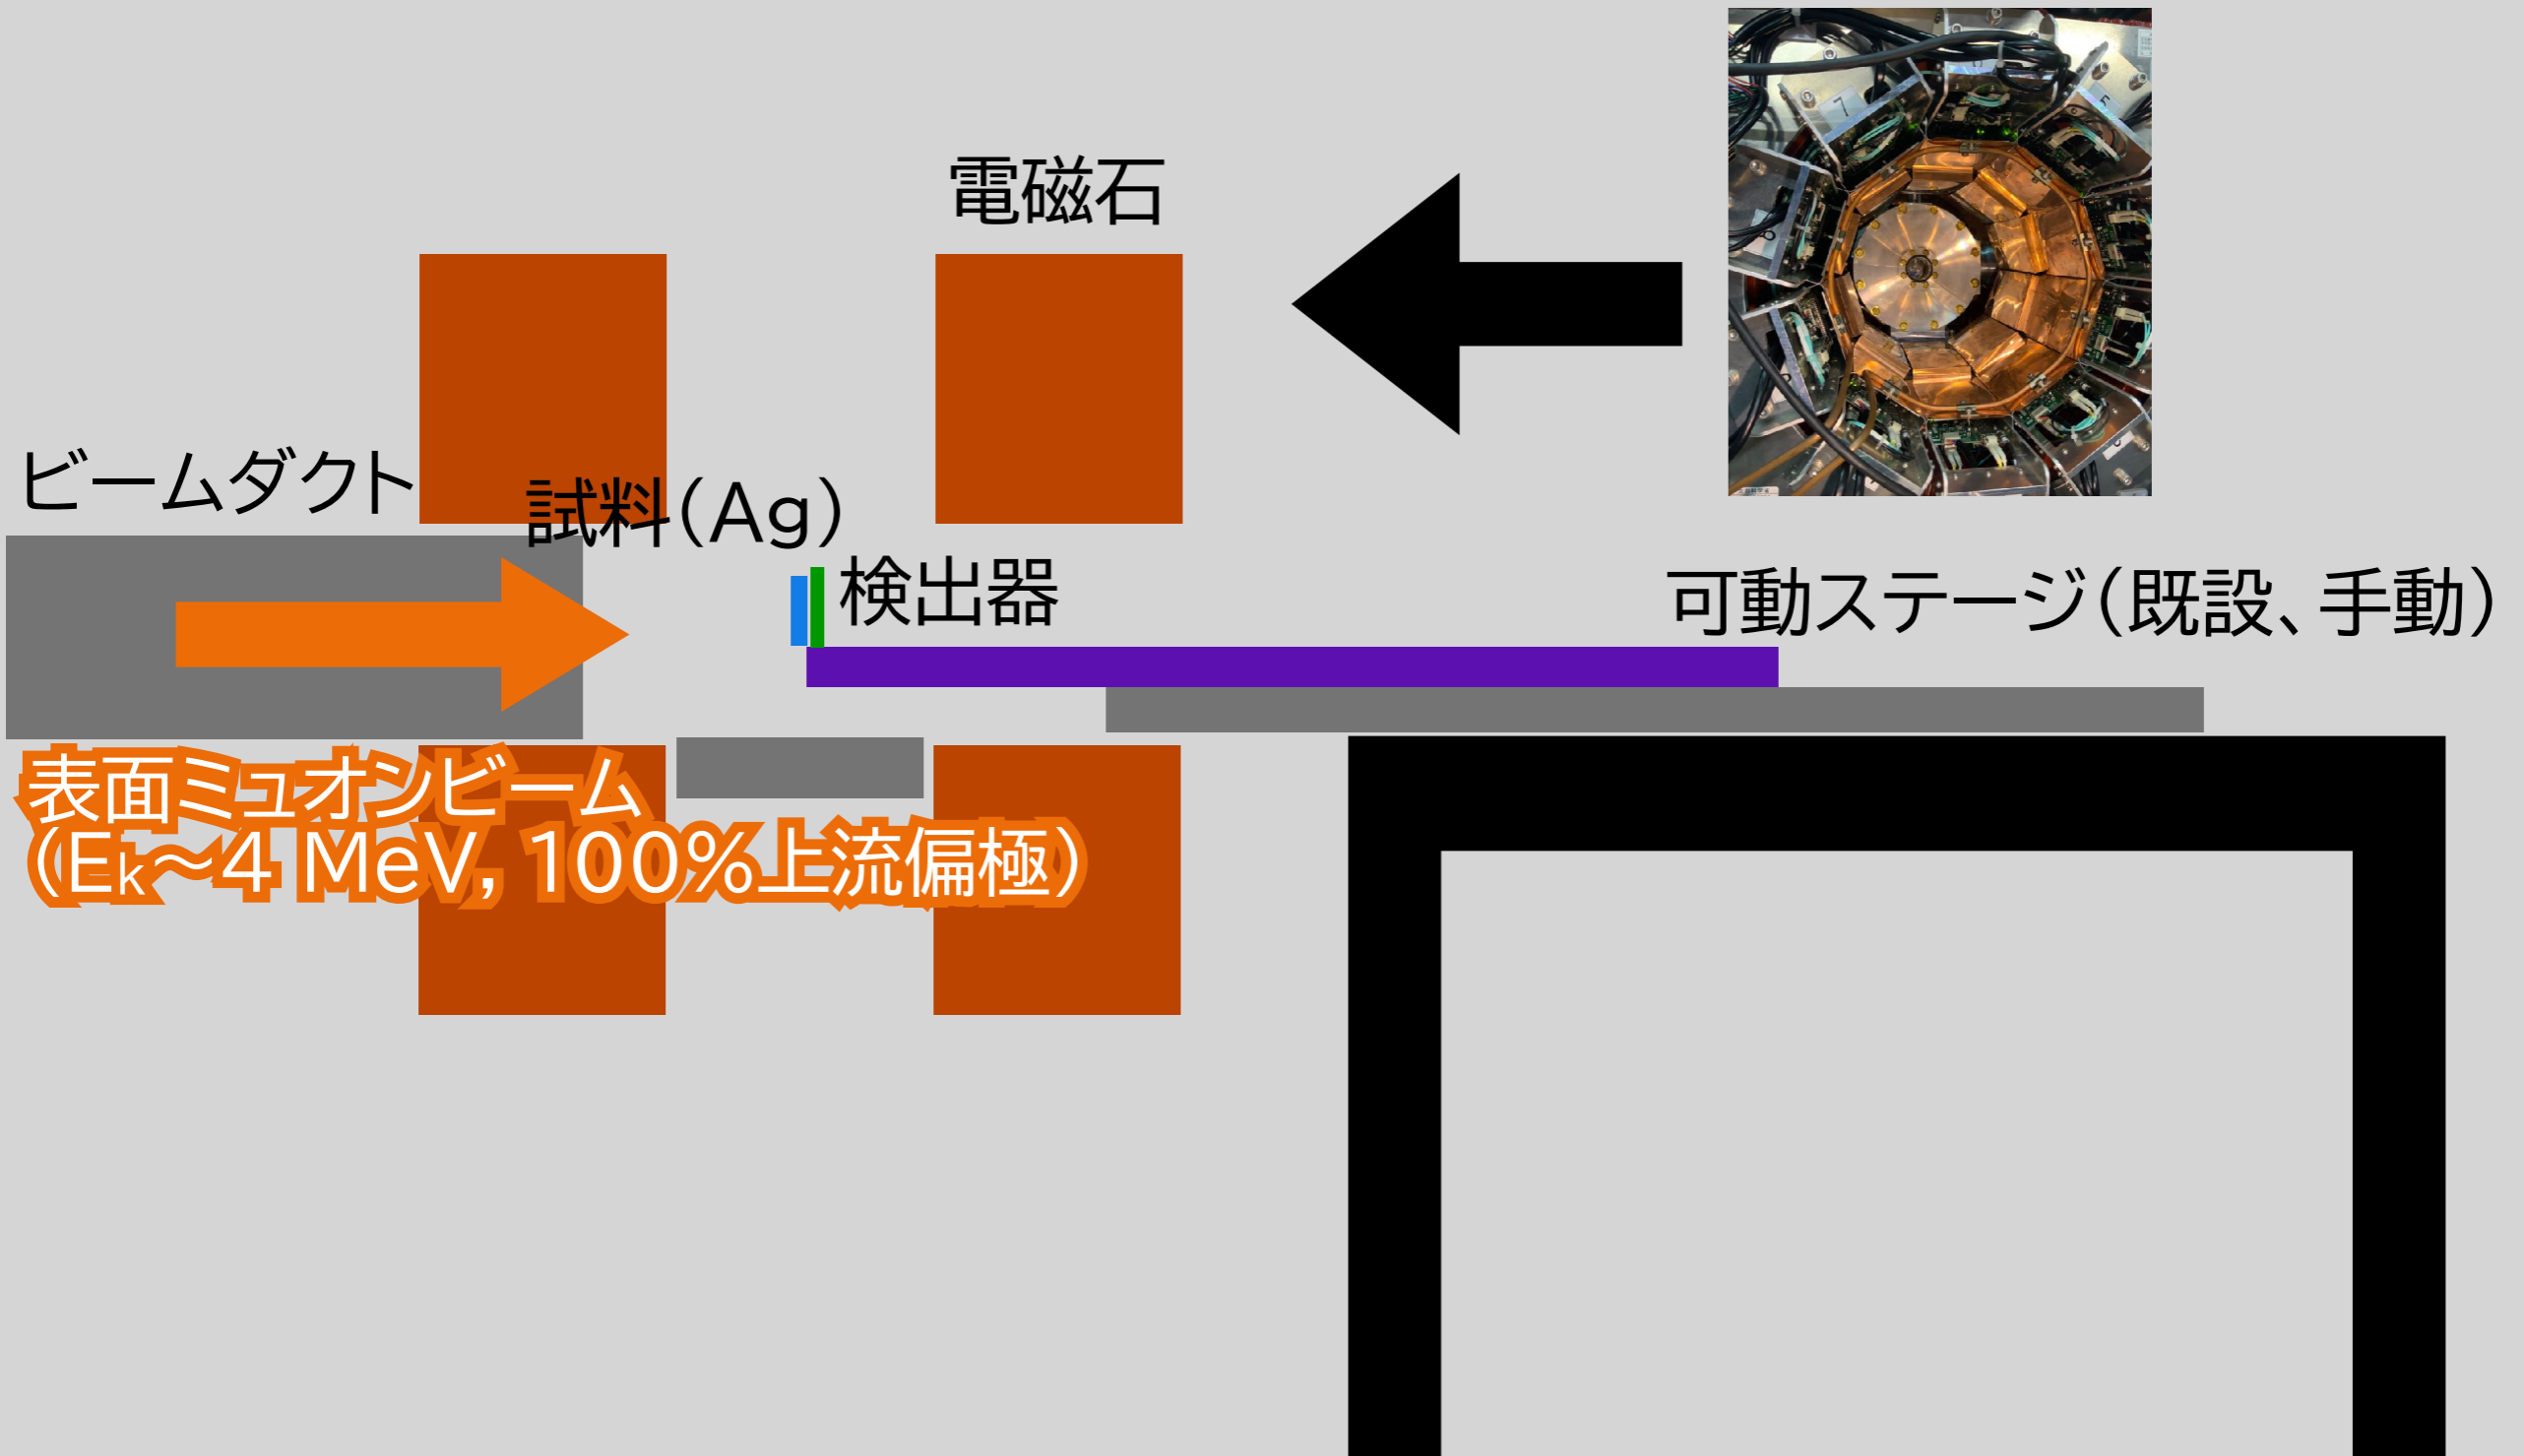 電磁石
ビームダクト
試料(Ag)
検出器
可動ステージ(既設、手動)
表面ミュオンビーム
(Eₖ~4 MeV, 100%上流偏極)
7